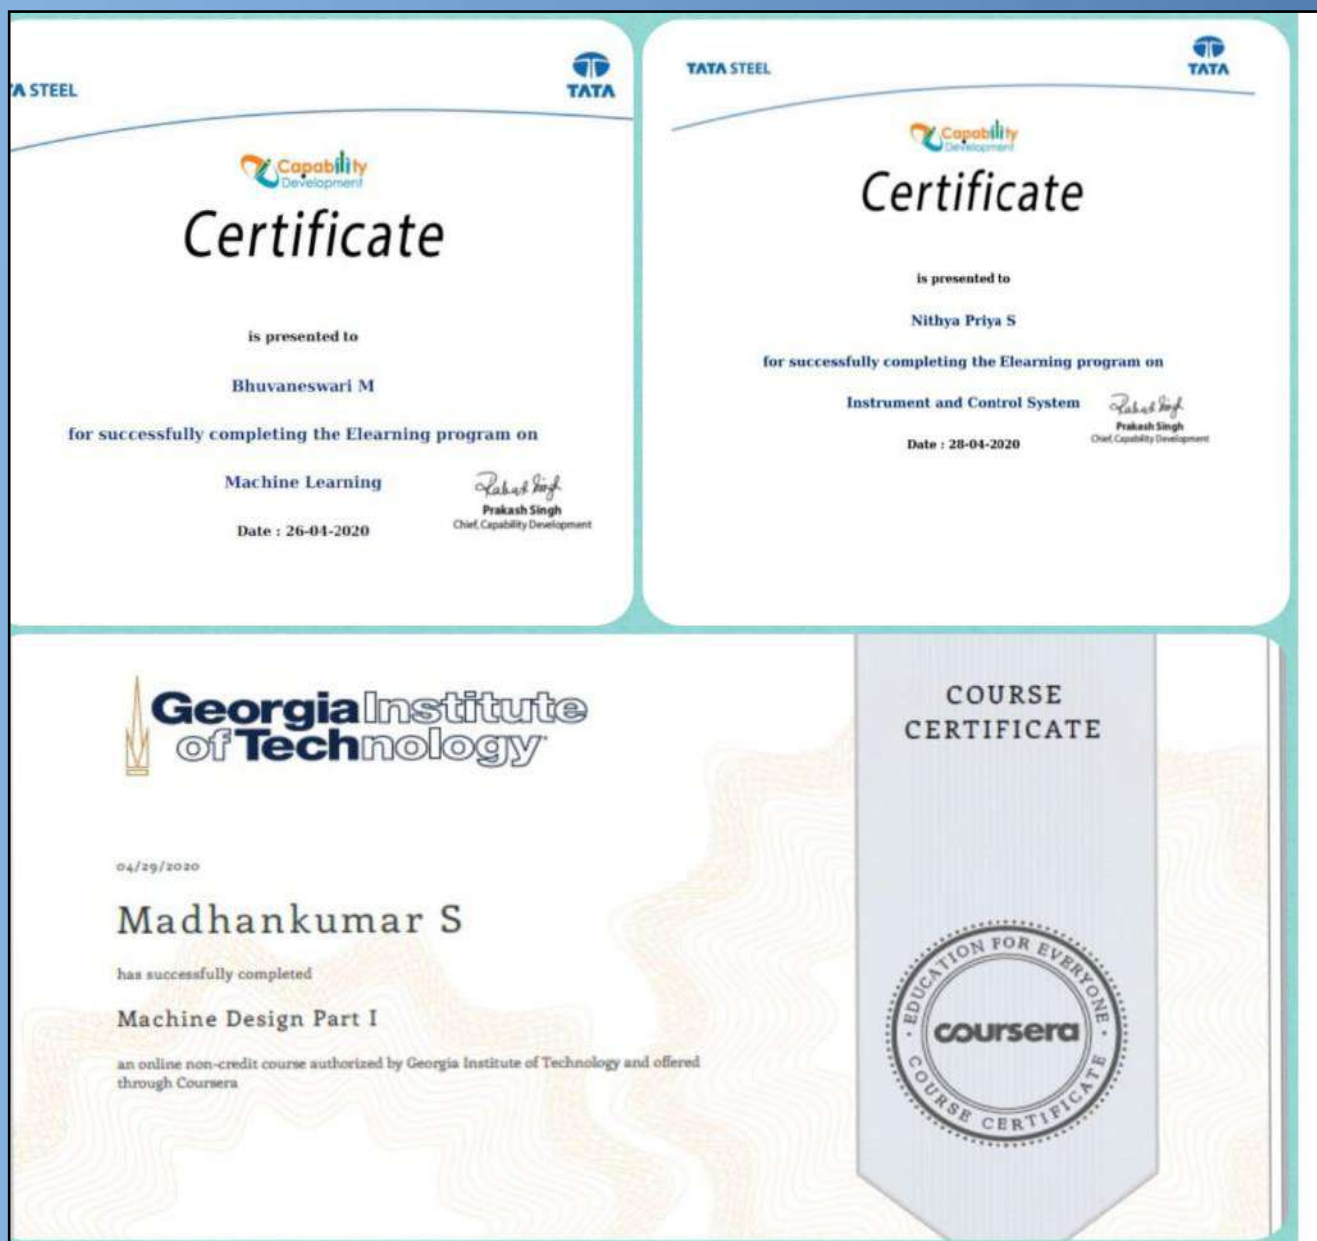 A STEEL
TATA
Capability
Development
Certificate
is presented to
Bhuvaneswari M
for successfully completing the Elearning program on
Machine Learning
Prakash Singh
Chief, Capability Development
Date : 26-04-2020
TATA STEEL
TATA
Capability
Development
Certificate
is presented to
Nithya Priya S
for successfully completing the Elearning program on
Instrument and Control System
Prakash Singh
Chief, Capability Development
Date : 28-04-2020
Georgia Institute
of Technology
04/29/2020
Madhankumar S
has successfully completed
Machine Design Part I
an online non-credit course authorized by Georgia Institute of Technology and offered
through Coursera
COURSE
CERTIFICATE
EDUCATION FOR EVERYONE
coursera
COURSE CERTIFICATE